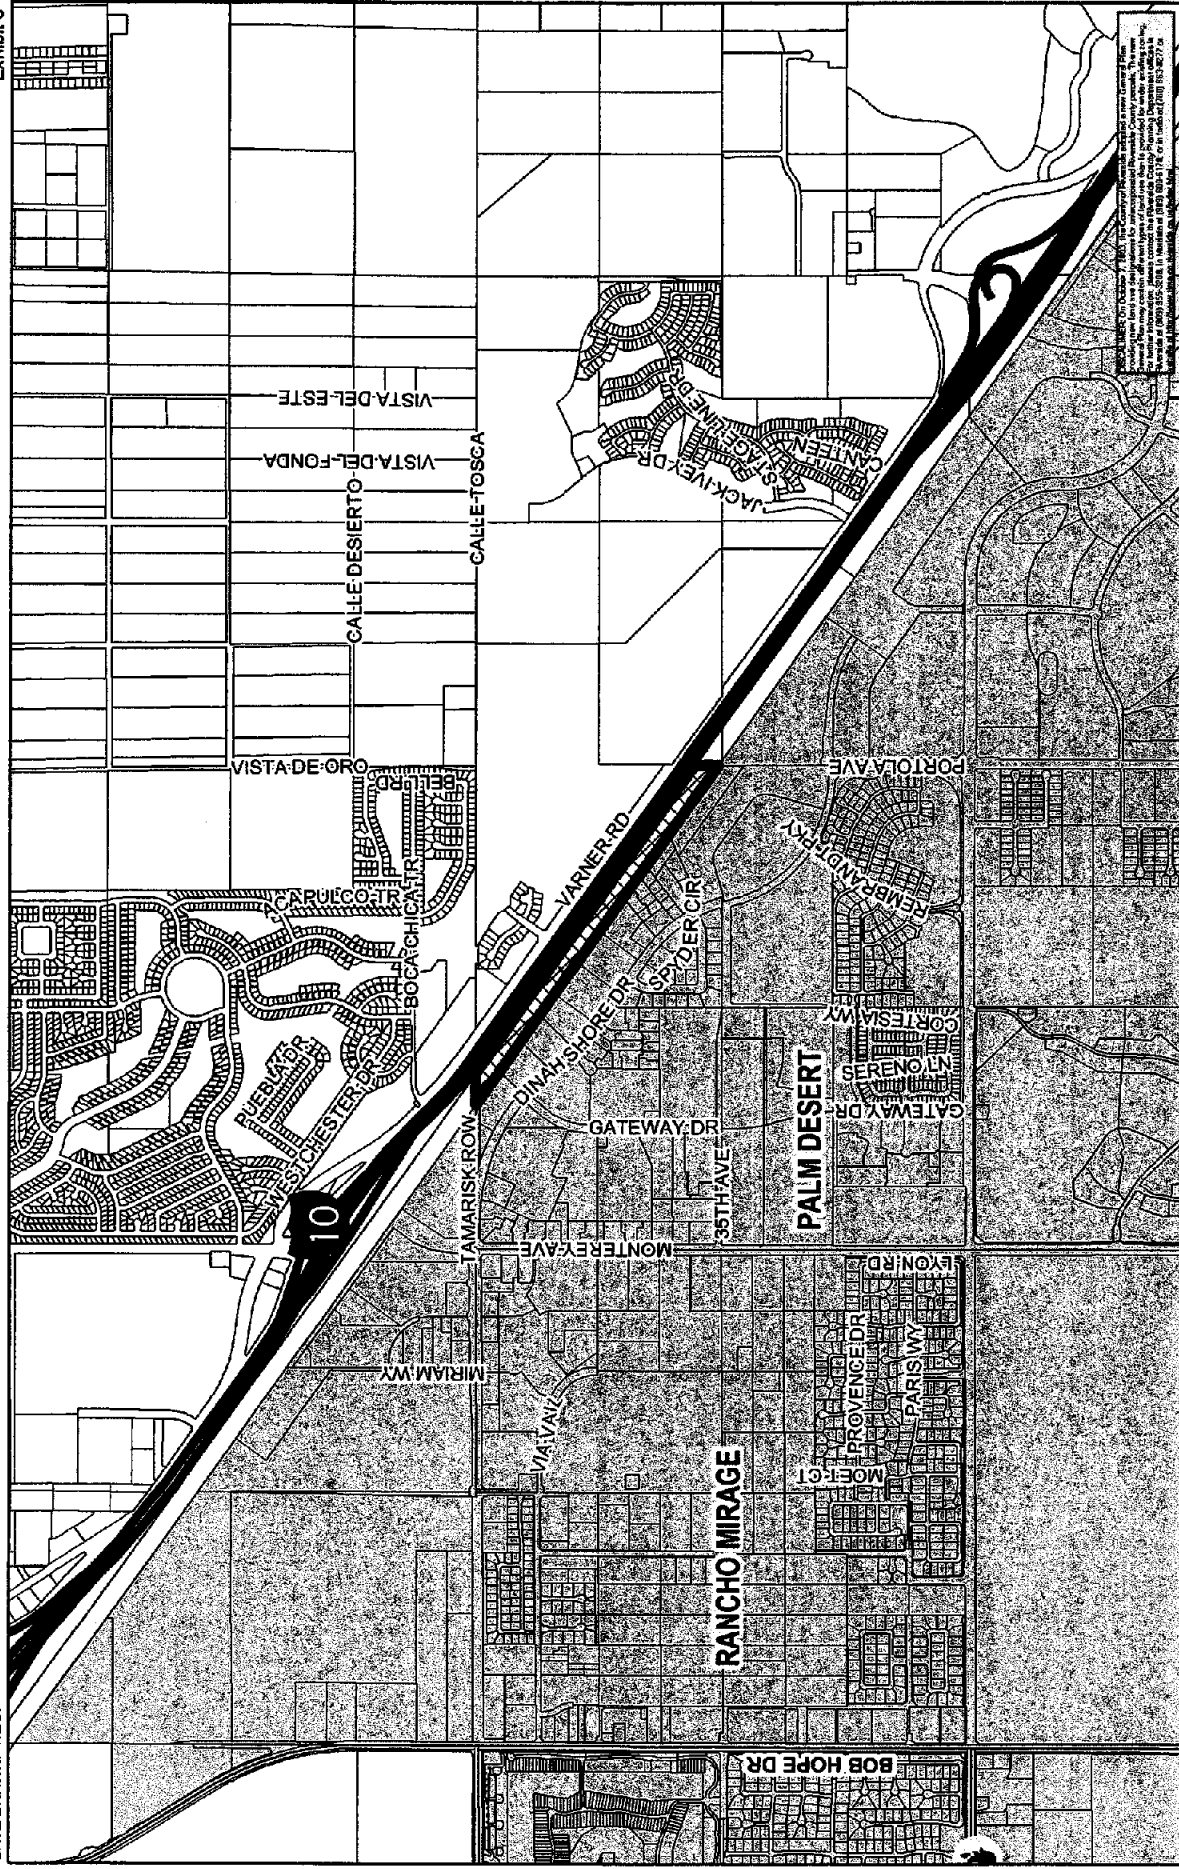 VISTA DEL ESTE
VISTA DEL FONDA
CALLE DESIERTO
CALLE TOSCA
VISTA DE ORO
BELL RD
CAPULCO TR
BOCA CHICA TR
PUEBLA DR
WESTCHESTER DR
10
VARNER RD
JACK IVEY DR
STAGE LINE DR
CANTEEN
TAMARISK ROW
DINAH SHORE DR
SPYDER CIR
GATEWAY DR
35TH AVE
MONTEREY AVE
MIRIAM WY
VIA VAIL
PORTOLA AVE
REMBRANDT PKY
CORTESIA WY
SERENO LN
GATEWAY DR
PALM DESERT
LYON RD
PROVENCE DR
PARIS WY
MOET CT
RANCHO MIRAGE
BOB HOPE DR